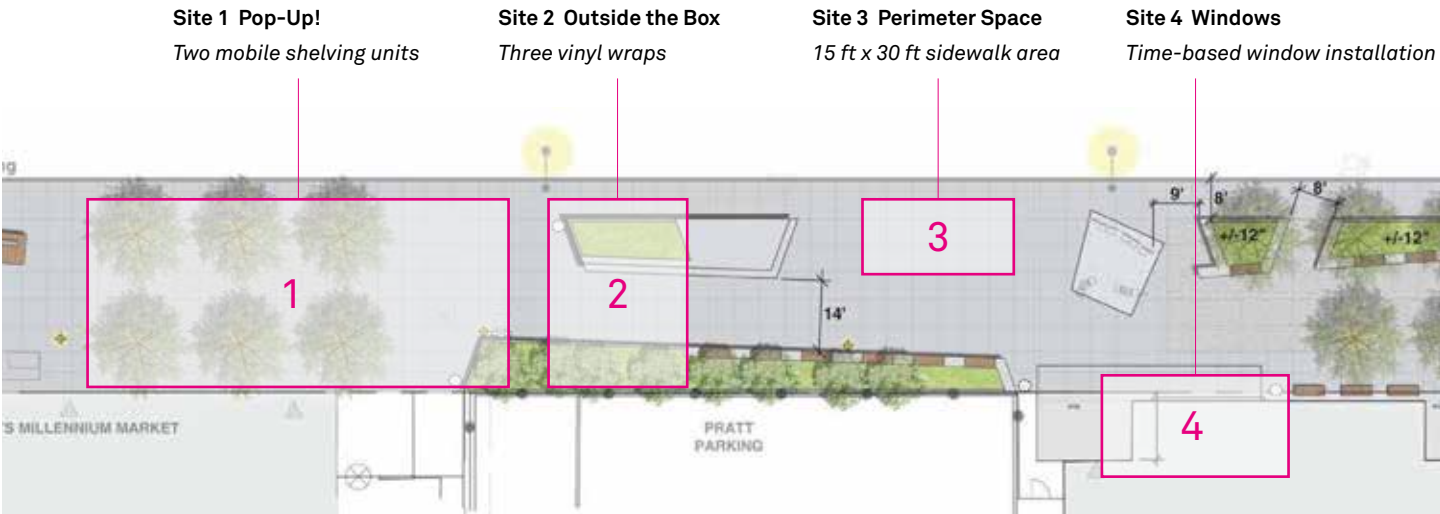 Site 1 Pop-Up!
Two mobile shelving units
Site 2 Outside the Box
Three vinyl wraps
Site 3 Perimeter Space
15 ft x 30 ft sidewalk area
Site 4 Windows
Time-based window installation
9'
8'
8'
+/-12"
+/-12"
1
2
3
14'
4
'S MILLENNIUM MARKET
PRATT
PARKING